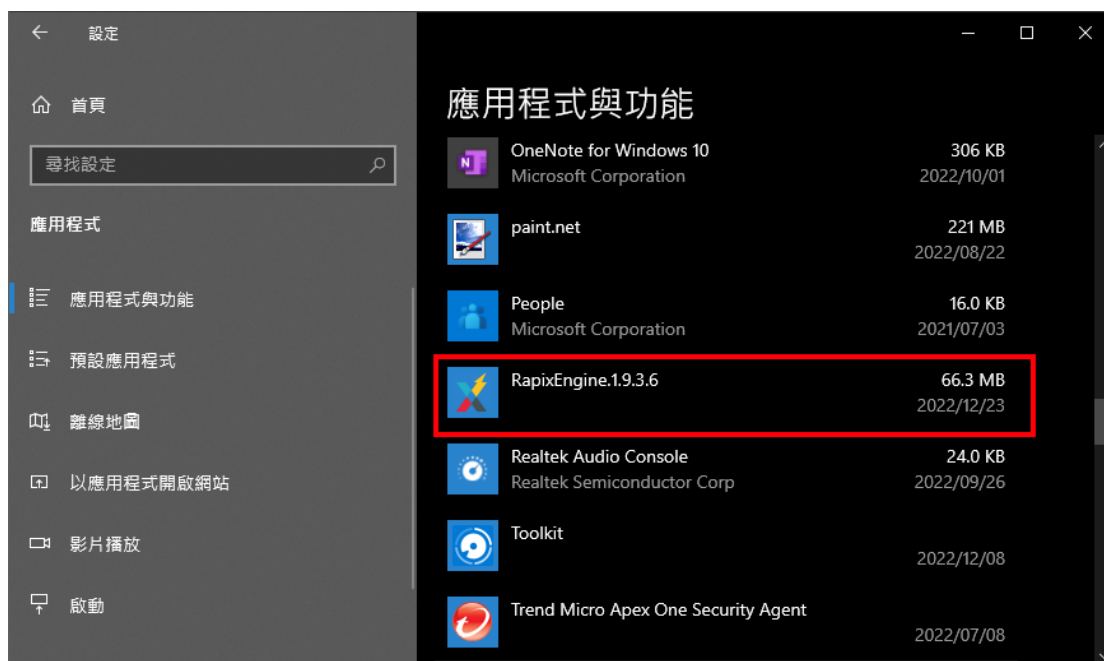 設定
首頁
尋找設定
應用程式
應用程式與功能
預設應用程式
離線地圖
以應用程式開啟網站
影片播放
啟動
應用程式與功能
OneNote for Windows 10 306 KB
Microsoft Corporation 2022/10/01
paint.net 221 MB
2022/08/22
People 16.0 KB
Microsoft Corporation 2021/07/03
RapixEngine.1.9.3.6 66.3 MB
2022/12/23
Realtek Audio Console 24.0 KB
Realtek Semiconductor Corp 2022/09/26
Toolkit
2022/12/08
Trend Micro Apex One Security Agent
2022/07/08